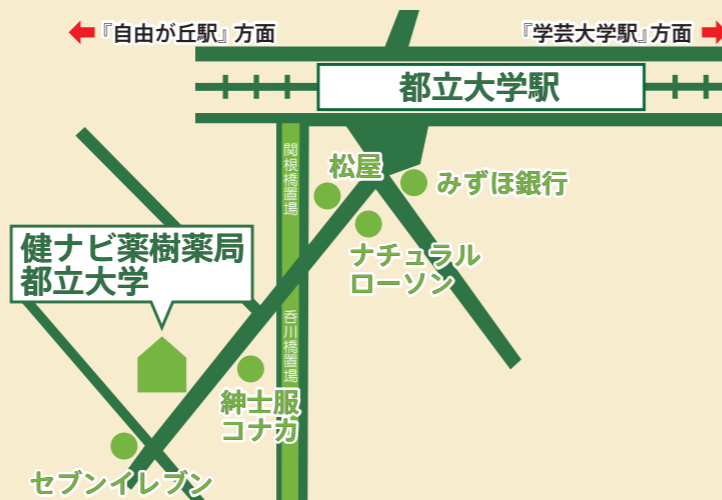 『自由が丘駅』方面
『学芸大学駅』方面
都立大学駅
関根橋置場
松屋
みずほ銀行
ナチュラル
ローソン
健ナビ薬樹薬局
都立大学
呑川橋置場
紳士服
コナカ
セブンイレブン